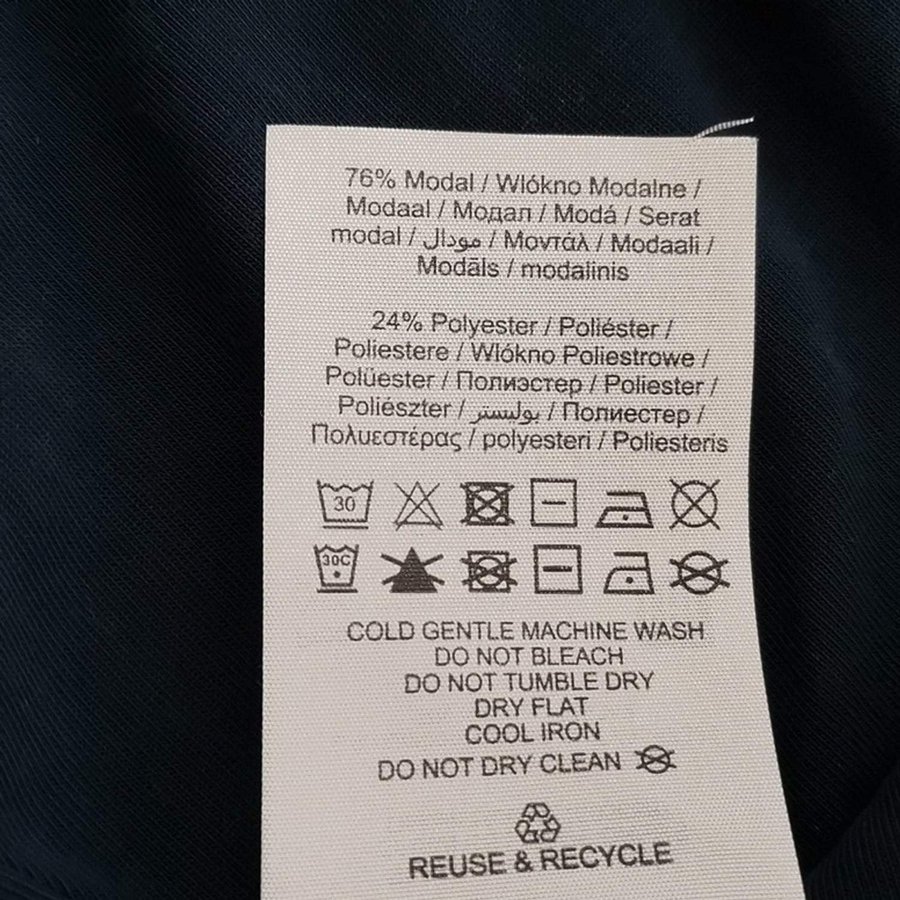 76% Modal / Wlókno Modalne /
Modaal / Модал / Modá / Serat
modal / مودال / Μοντάλ / Modaali /
Modāls / modalinis
24% Polyester / Poliéster /
Poliestere / Wlókno Poliestrowe /
Polüester / Полиэстер / Poliester /
Poliészter / بوليستر / Полиестер /
Πολυεστέρας / polyesteri / Poliesteris
30
30C
COLD GENTLE MACHINE WASH
DO NOT BLEACH
DO NOT TUMBLE DRY
DRY FLAT
COOL IRON
DO NOT DRY CLEAN
REUSE & RECYCLE